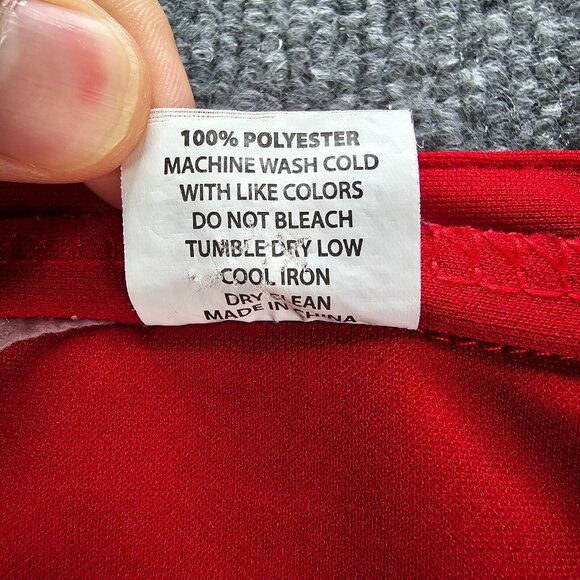 100% POLYESTER
MACHINE WASH COLD
WITH LIKE COLORS
DO NOT BLEACH
TUMBLE DRY LOW
COOL IRON
DRY CLEAN
MADE IN CHINA